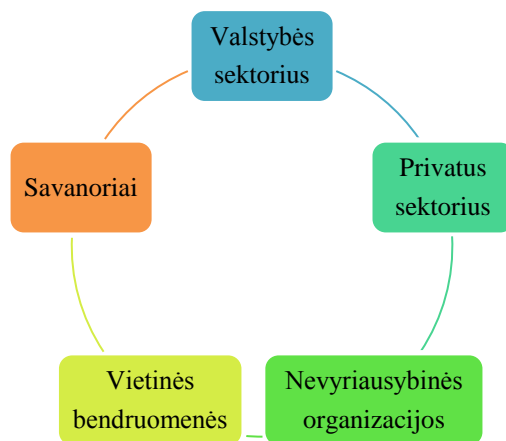 Valstybės
sektorius
Privatus
sektorius
Nevyriausybinės
organizacijos
Vietinės
bendruomenės
Savanoriai